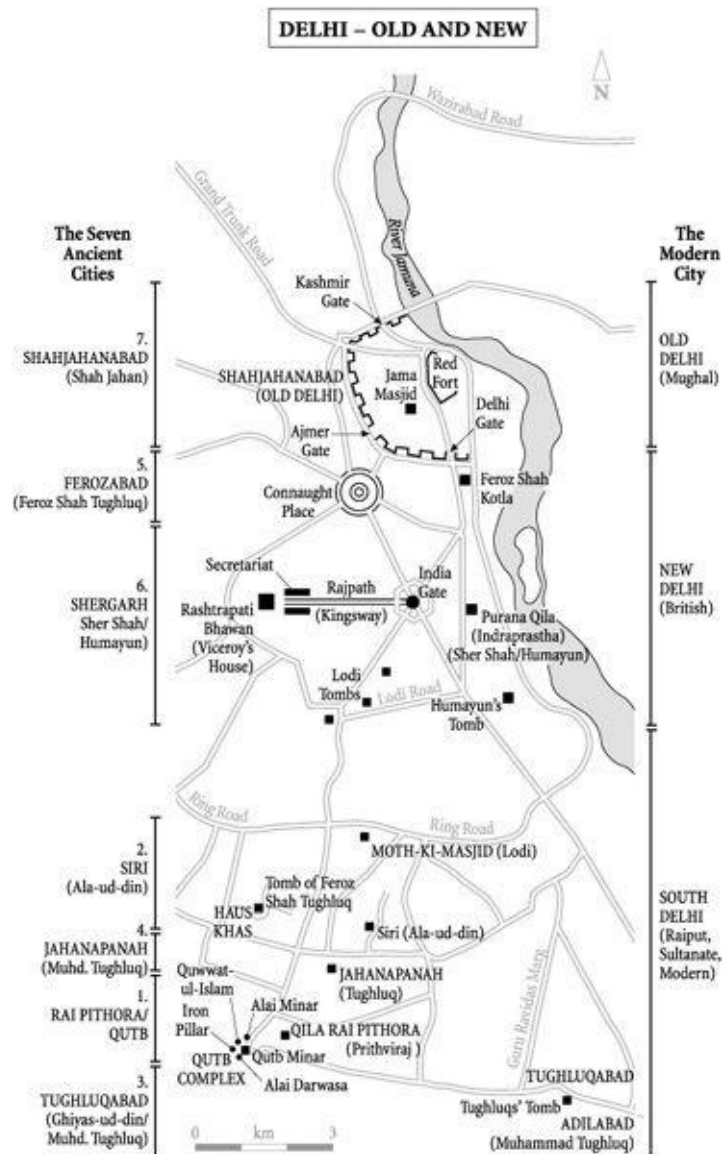 DELHI – OLD AND NEW
N
Wazirabad Road
Grand Trunk Road
River Jamuna
The Seven
Ancient
Cities
7.
SHAHJAHANABAD
(Shah Jahan)
5.
FEROZABAD
(Feroz Shah Tughluq)
6.
SHERGARH
Sher Shah/
Humayun)
2.
SIRI
(Ala-ud-din)
4.
JAHANAPANAH
(Muhd. Tughluq)
1.
RAI PITHORA/
QUTB
3.
TUGHLUQABAD
(Ghiyas-ud-din/
Muhd. Tughluq)
Kashmir
Gate
SHAHJAHANABAD
(OLD DELHI)
Jama
Masjid
Red
Fort
Ajmer
Gate
Delhi
Gate
Connaught
Place
Feroz Shah
Kotla
Secretariat
Rajpath
(Kingsway)
India
Gate
Rashtrapati
Bhawan
(Viceroy's
House)
Purana Qila
(Indraprastha)
(Sher Shah/Humayun)
Lodi
Tombs
Lodi Road
Humayun's
Tomb
Ring Road
Ring Road
MOTH-KI-MASJID (Lodi)
Tomb of Feroz
Shah Tughluq
HAUS
KHAS
Siri (Ala-ud-din)
JAHANAPANAH
(Tughluq)
Quwwat-
ul-Islam
Alai Minar
Iron
Pillar
QILA RAI PITHORA
(Prithviraj)
Qutb Minar
QUTB
COMPLEX
Alai Darwasa
Guru Ravidas Marg
TUGHLUQABAD
Tughluqs' Tomb
ADILABAD
(Muhammad Tughluq)
0 km 3
The
Modern
City
OLD
DELHI
(Mughal)
NEW
DELHI
(British)
SOUTH
DELHI
(Raiput,
Sultanate,
Modern)